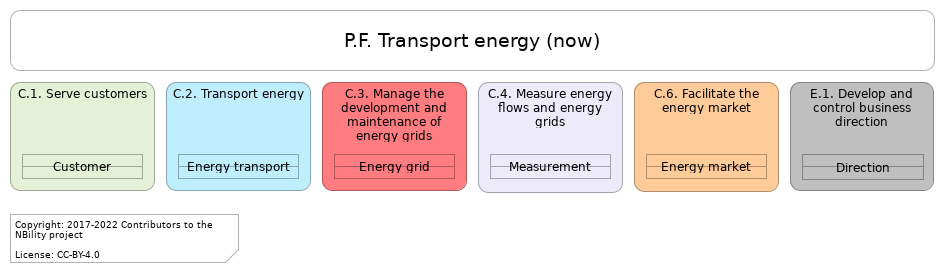 P.F. Transport energy (now)
C.1. Serve customers
Customer
C.2. Transport energy
Energy transport
C.3. Manage the
development and
maintenance of
energy grids
Energy grid
C.4. Measure energy
flows and energy
grids
Measurement
C.6. Facilitate the
energy market
Energy market
E.1. Develop and
control business
direction
Direction
Copyright: 2017-2022 Contributors to the
NBility project
License: CC-BY-4.0